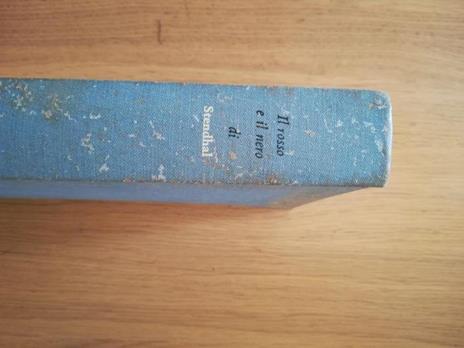 Il rosso
e il nero
di
Stendhal